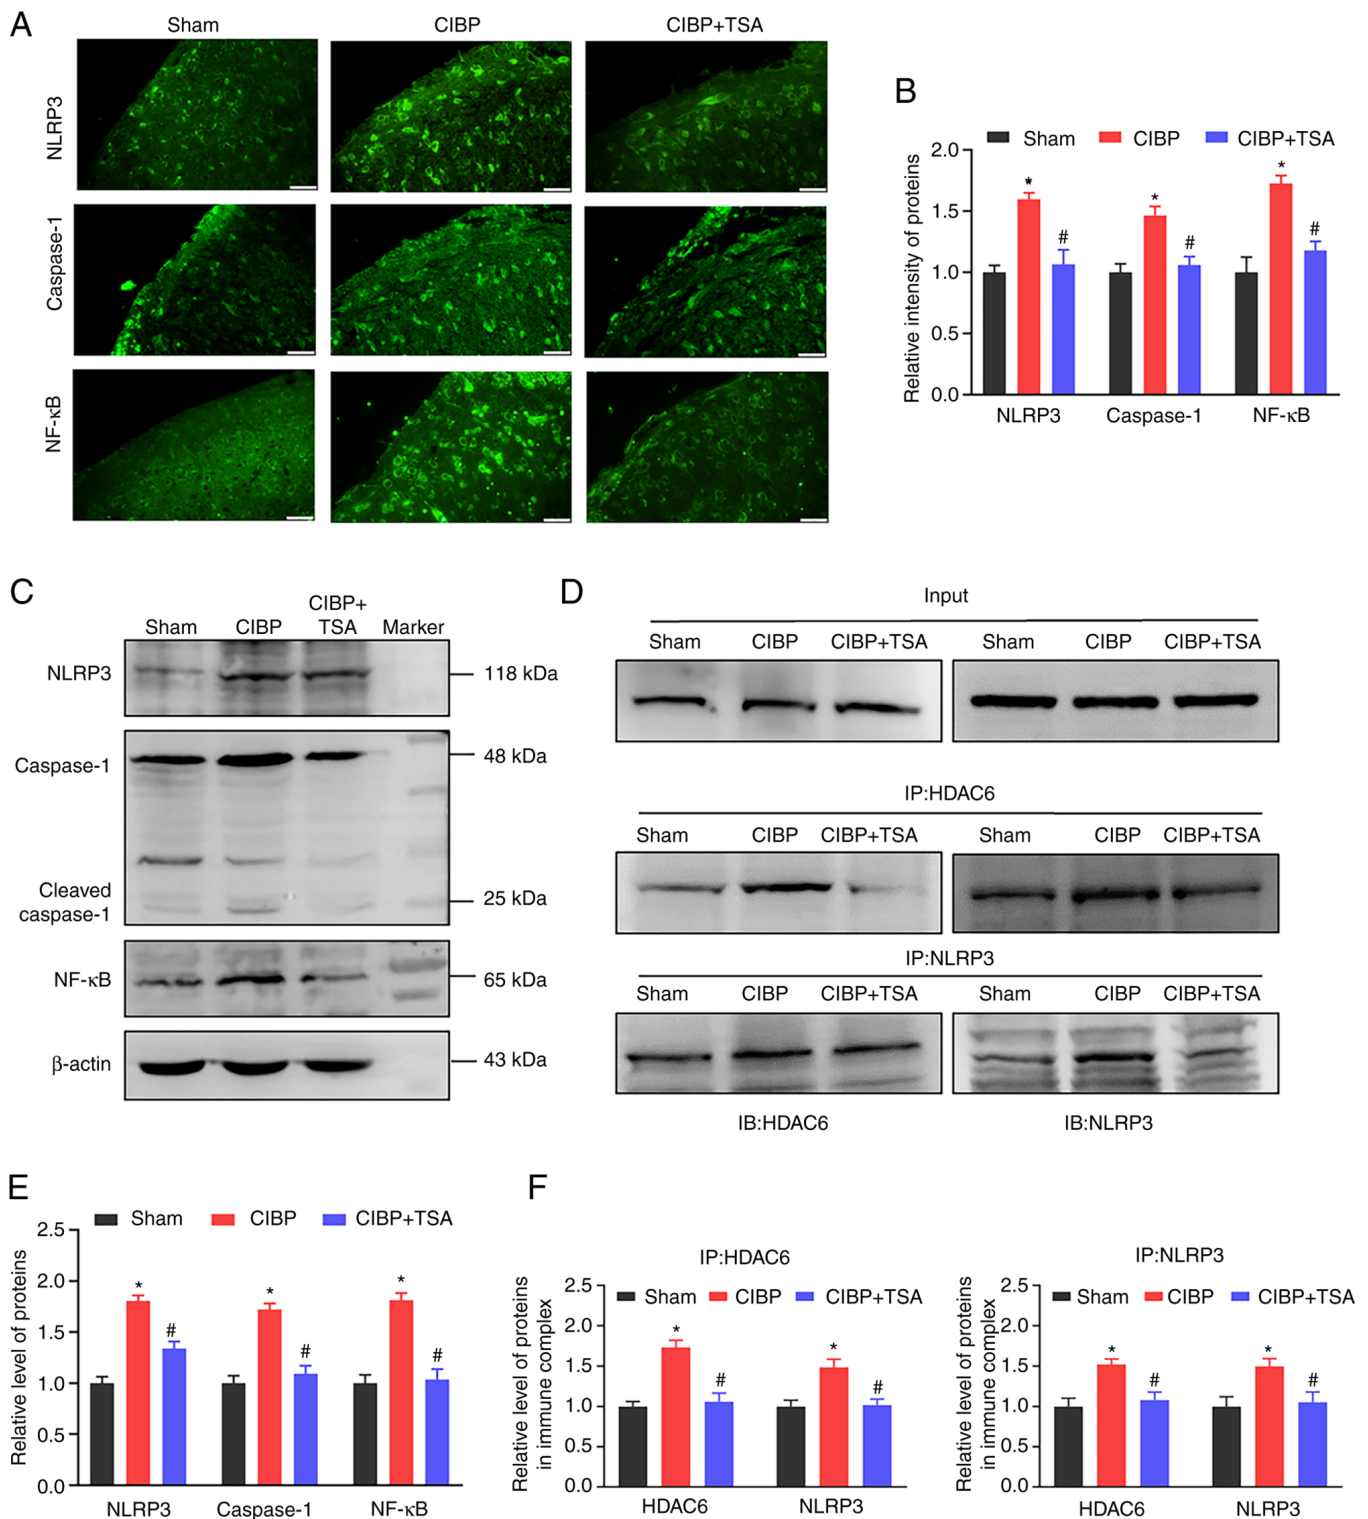 A
Sham CIBP CIBP+TSA
NLRP3
Caspase-1
NF-κB
B
Sham CIBP CIBP+TSA
Relative intensity of proteins
2.0
1.5
1.0
0.5
0.0
* # * # * #
NLRP3 Caspase-1 NF-κB
C
Sham CIBP CIBP+
TSA Marker
NLRP3 118 kDa
Caspase-1 48 kDa
Cleaved
caspase-1 25 kDa
NF-κB 65 kDa
β-actin 43 kDa
D
Input
Sham CIBP CIBP+TSA Sham CIBP CIBP+TSA
IP:HDAC6
Sham CIBP CIBP+TSA Sham CIBP CIBP+TSA
IP:NLRP3
Sham CIBP CIBP+TSA Sham CIBP CIBP+TSA
IB:HDAC6 IB:NLRP3
E
Sham CIBP CIBP+TSA
Relative level of proteins
2.5
2.0
1.5
1.0
0.5
0.0
* # * # * #
NLRP3 Caspase-1 NF-κB
F
IP:HDAC6
Sham CIBP CIBP+TSA
Relative level of proteins
in immune complex
2.5
2.0
1.5
1.0
0.5
0.0
* # * #
HDAC6 NLRP3
IP:NLRP3
Sham CIBP CIBP+TSA
Relative level of proteins
in immune complex
2.5
2.0
1.5
1.0
0.5
0.0
* # * #
HDAC6 NLRP3